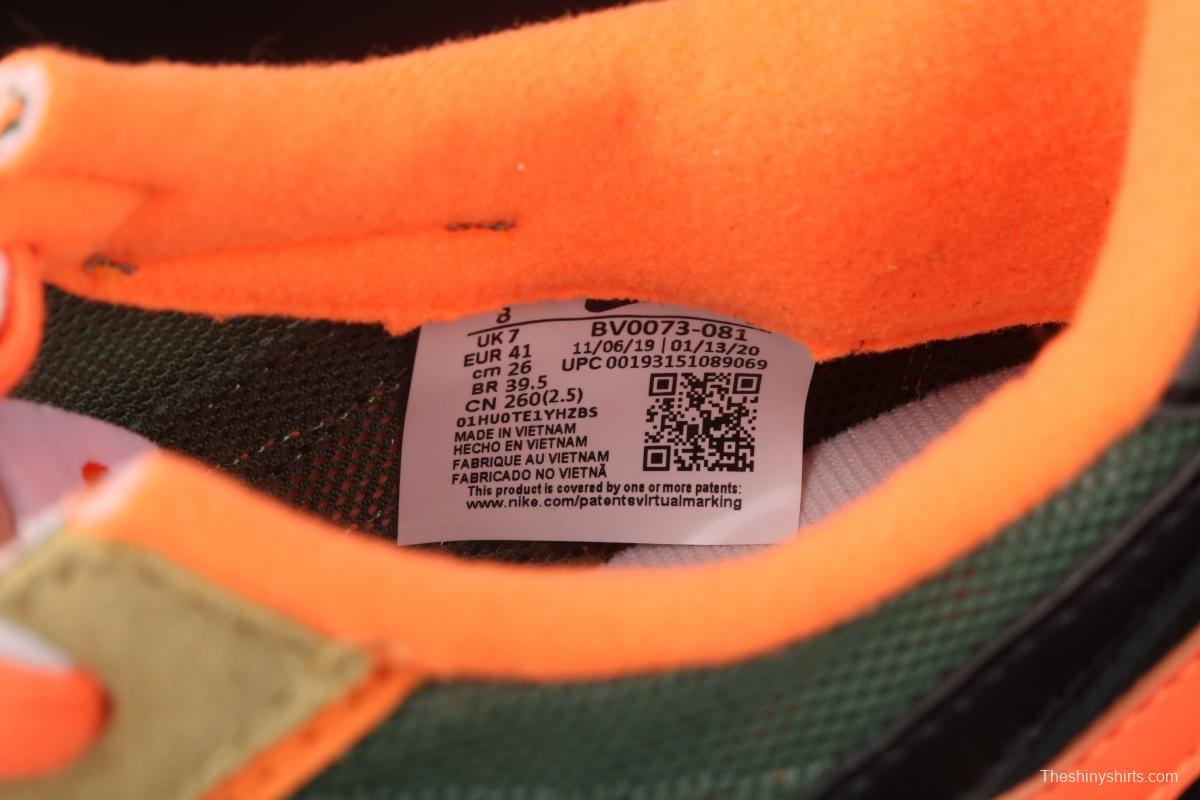 8
UK 7
EUR 41
cm 26
BR 39.5
CN 260(2.5)
01HU0TE1YHZBS
MADE IN VIETNAM
HECHO EN VIETNAM
FABRIQUE AU VIETNAM
FABRICADO NO VIETNÃ
BV0073-081
11/06/19 | 01/13/20
UPC 00193151089069
This product is covered by one or more patents:
www.nike.com/patentsvirtualmarking
Theshinyshirts.com